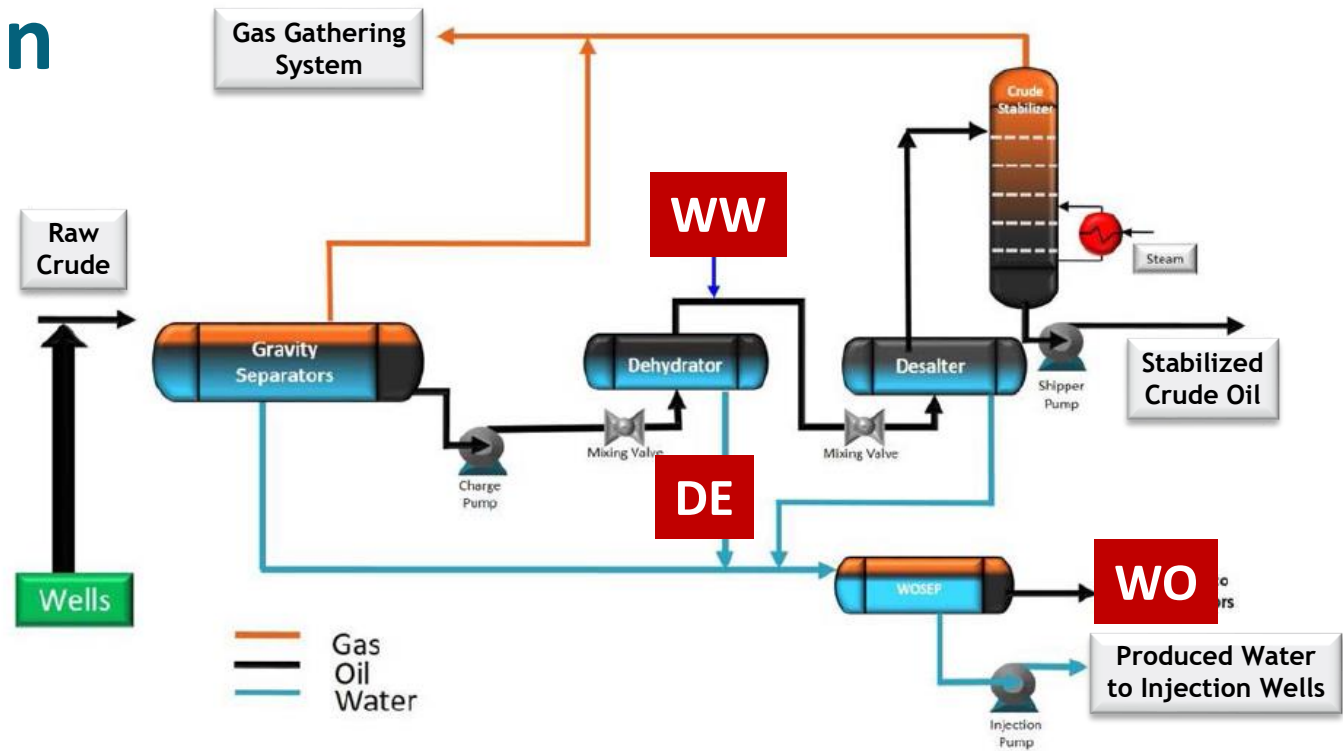 n
Gas Gathering
System
Crude
Stabilizer
WW
Raw
Crude
Steam
Gravity
Separators
Dehydrator
Desalter
Shipper
Pump
Stabilized
Crude Oil
Mixing Valve
Mixing Valve
Charge
Pump
DE
Wells
WOSEP
WO
Gas
Oil
Water
Produced Water
to Injection Wells
Injection
Pump